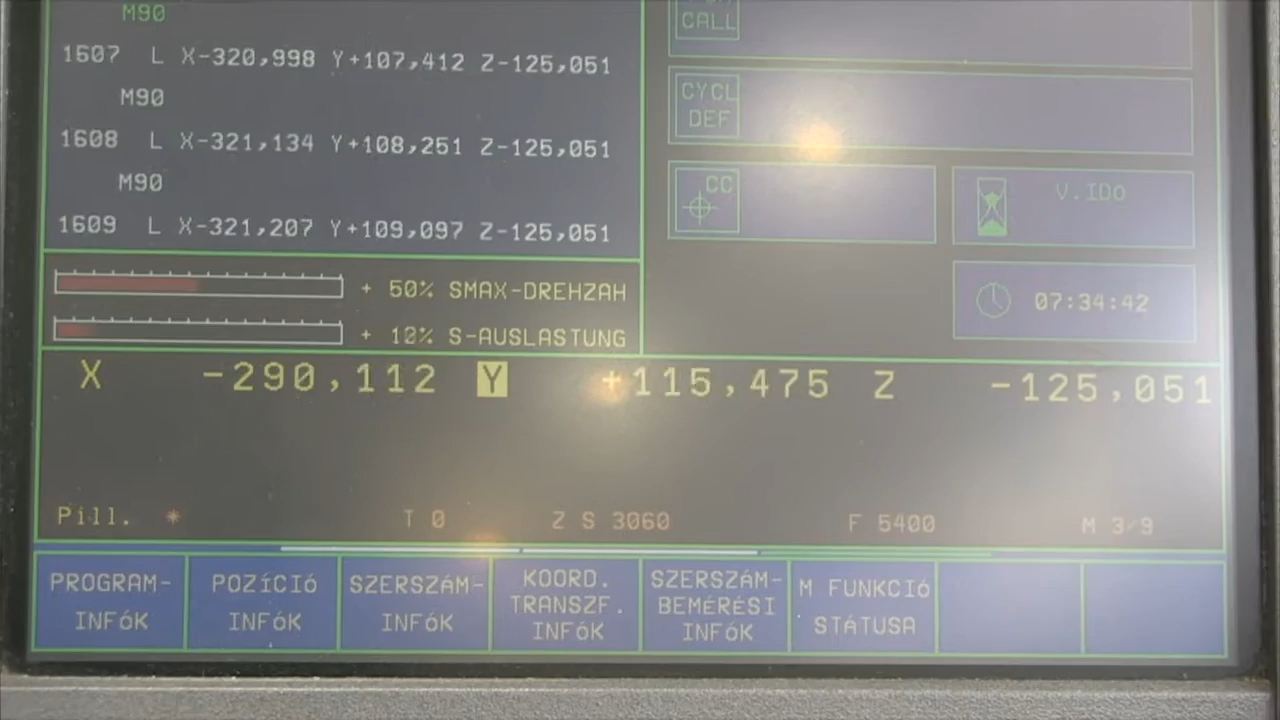 M90
1607 L X-320,998 Y+107,412 Z-125,051
M90
1608 L X-321,134 Y+108,251 Z-125,051
M90
1609 L X-321,207 Y+109,097 Z-125,051
CALL
CYCL
DEF
CC
V.IDO
07:34:42
+ 50% SMAX-DREHZAH
+ 10% S-AUSLASTUNG
X -290,112 Y +115,475 Z -125,051
Pill. * T 0 Z S 3060 F 5400 M 3/9
PROGRAM-
INFÓK
POZÍCIÓ
INFÓK
SZERSZÁM-
INFÓK
KOORD.
TRANSZF.
INFÓK
SZERSZÁM-
BEMÉRÉSI
INFÓK
M FUNKCIÓ
STÁTUSA